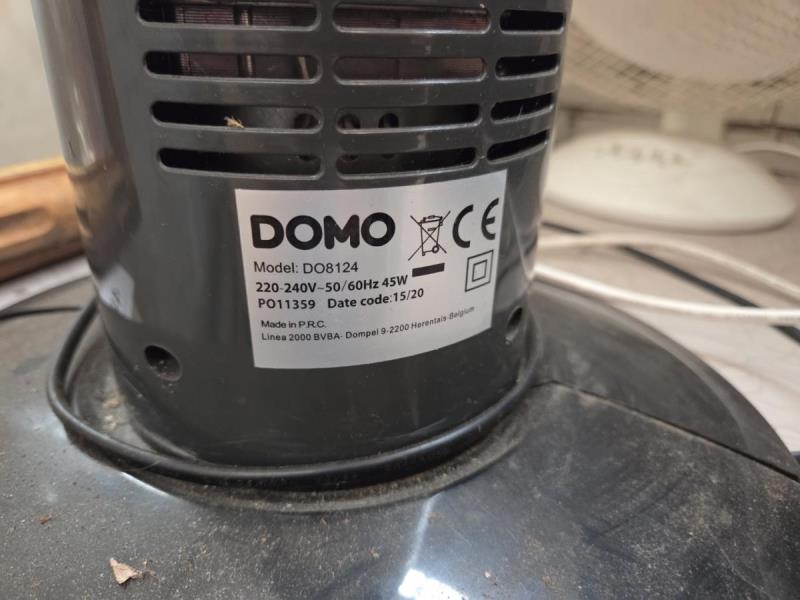 DOMO CE
Model: DO8124
220-240V~50/60Hz 45W
PO11359 Date code:15/20
Made in P.R.C.
Linea 2000 BVBA- Dompel 9-2200 Herentals-Belgium